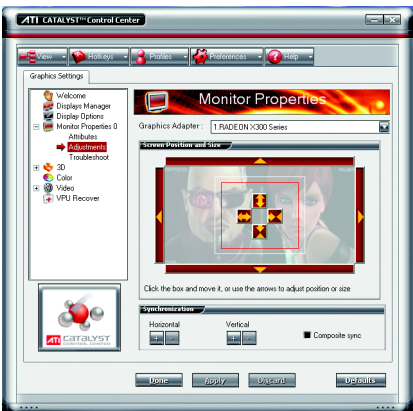 ATI CATALYST™ Control Center
View
Hotkeys
Profiles
Preferences
Help
Graphics Settings
Welcome
Displays Manager
Display Options
Monitor Properties 0
Attributes
Adjustments
Troubleshoot
3D
Color
Video
VPU Recover
Monitor Properties
Graphics Adapter :
1.RADEON X300 Series
Screen Position and Size
Click the box and move it, or use the arrows to adjust position or size
Synchronization
Horizontal
Vertical
Composite sync
ATI CATALYST
CONTROL CENTER
Done
Apply
Discard
Defaults